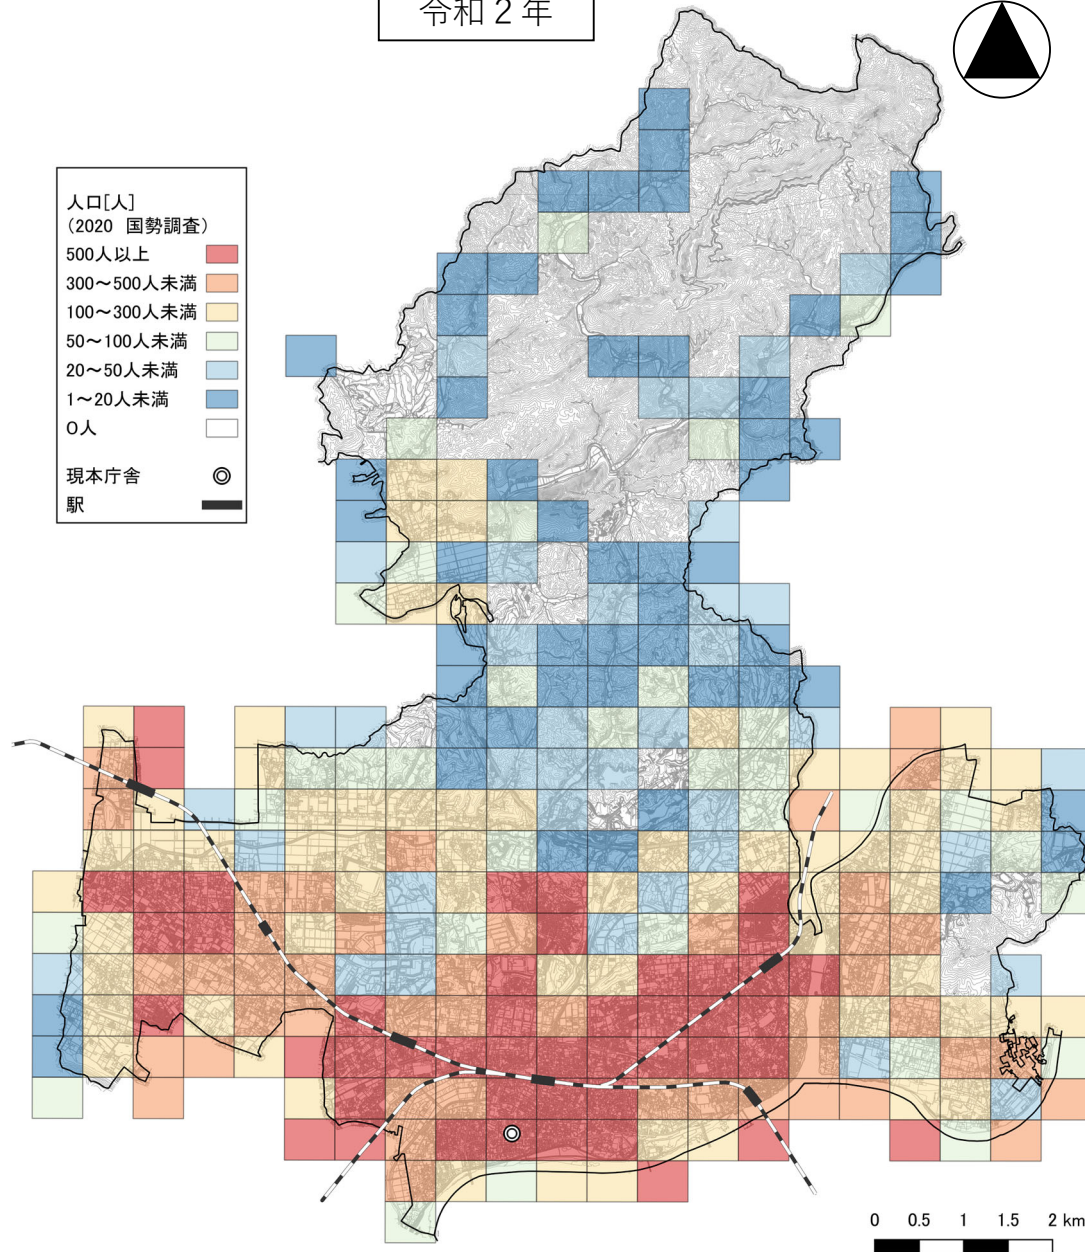 令和２年
人口[人]
(2020 国勢調査)
500人以上
300～500人未満
100～300人未満
50～100人未満
20～50人未満
1～20人未満
0人
現本庁舎
駅
0 0.5 1 1.5 2 km